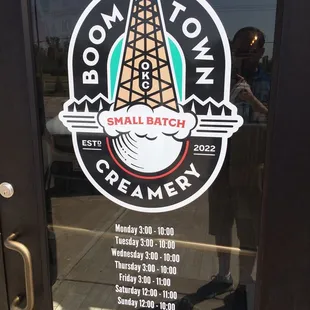 BOOM TOWN
OKC
SMALL BATCH
ESTD 2022
CREAMERY
Monday 3:00 - 10:00
Tuesday 3:00 - 10:00
Wednesday 3:00 - 10:00
Thursday 3:00 - 10:00
Friday 3:00 - 11:00
Saturday 12:00 - 11:00
Sunday 12:00 - 10:00